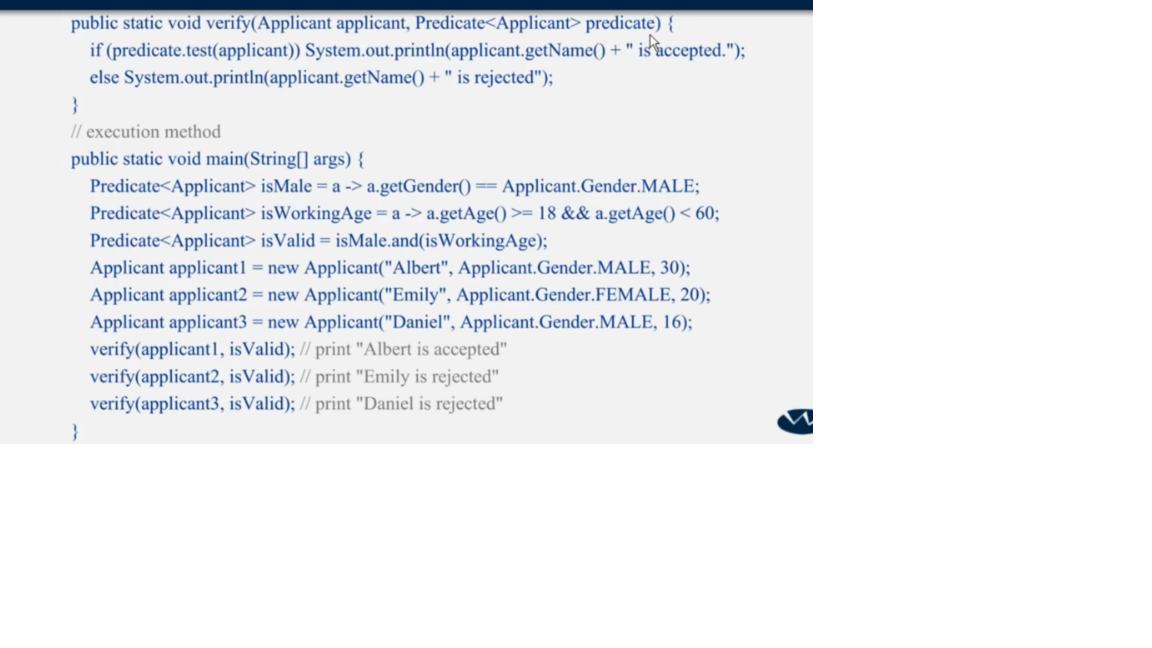 public static void verify(Applicant applicant, Predicate<Applicant> predicate) {
if (predicate.test(applicant)) System.out.println(applicant.getName() + " is accepted.");
else System.out.println(applicant.getName() + " is rejected");
}
// execution method
public static void main(String[] args) {
Predicate<Applicant> isMale = a -> a.getGender() == Applicant.Gender.MALE;
Predicate<Applicant> isWorkingAge = a -> a.getAge() >= 18 && a.getAge() < 60;
Predicate<Applicant> isValid = isMale.and(isWorkingAge);
Applicant applicant1 = new Applicant("Albert", Applicant.Gender.MALE, 30);
Applicant applicant2 = new Applicant("Emily", Applicant.Gender.FEMALE, 20);
Applicant applicant3 = new Applicant("Daniel", Applicant.Gender.MALE, 16);
verify(applicant1, isValid); // print "Albert is accepted"
verify(applicant2, isValid); // print "Emily is rejected"
verify(applicant3, isValid); // print "Daniel is rejected"
}